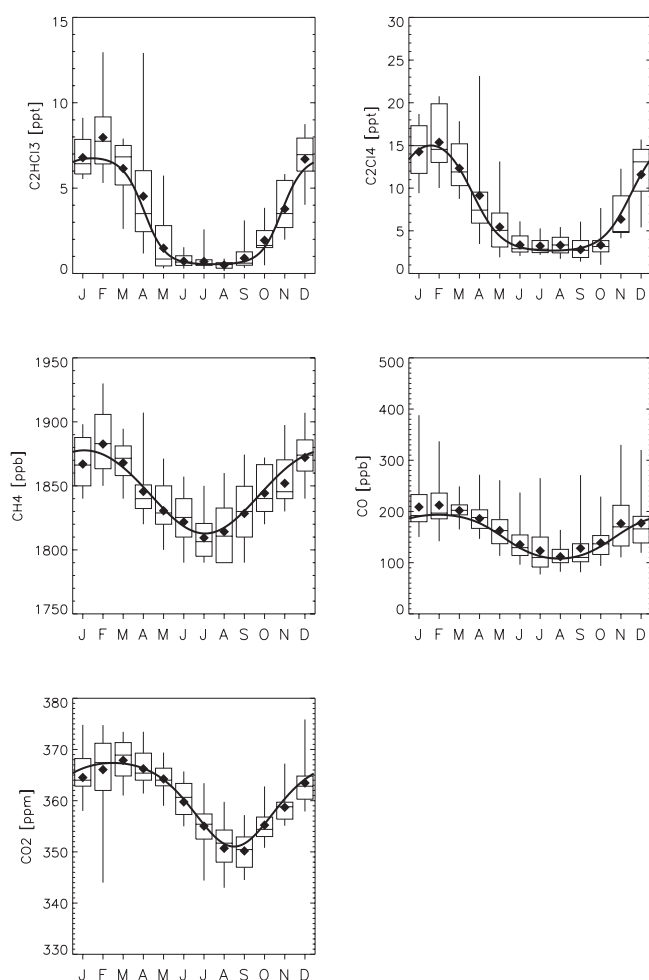 15
10
5
0
C2HCl3 [ppt]
J F M A M J J A S O N D
30
25
20
15
10
5
0
C2Cl4 [ppt]
J F M A M J J A S O N D
1950
1900
1850
1800
1750
CH4 [ppb]
J F M A M J J A S O N D
500
400
300
200
100
0
CO [ppb]
J F M A M J J A S O N D
380
370
360
350
340
330
CO2 [ppm]
J F M A M J J A S O N D